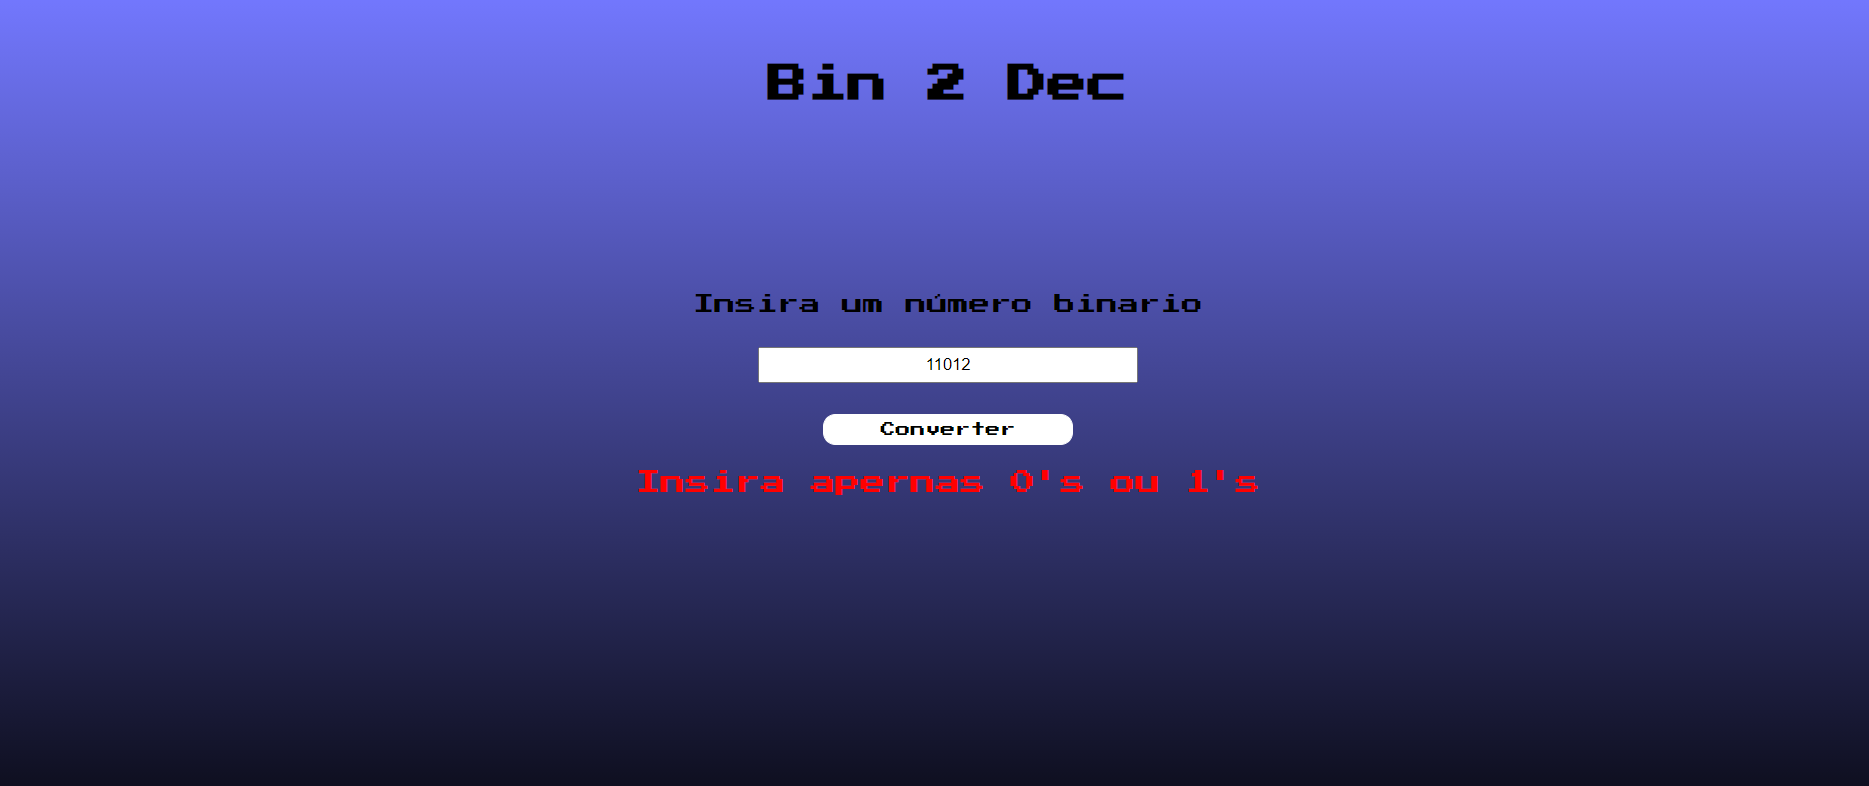 Bin 2 Dec
Insira um número binario
11012
Converter
Insira apernas 0's ou 1's